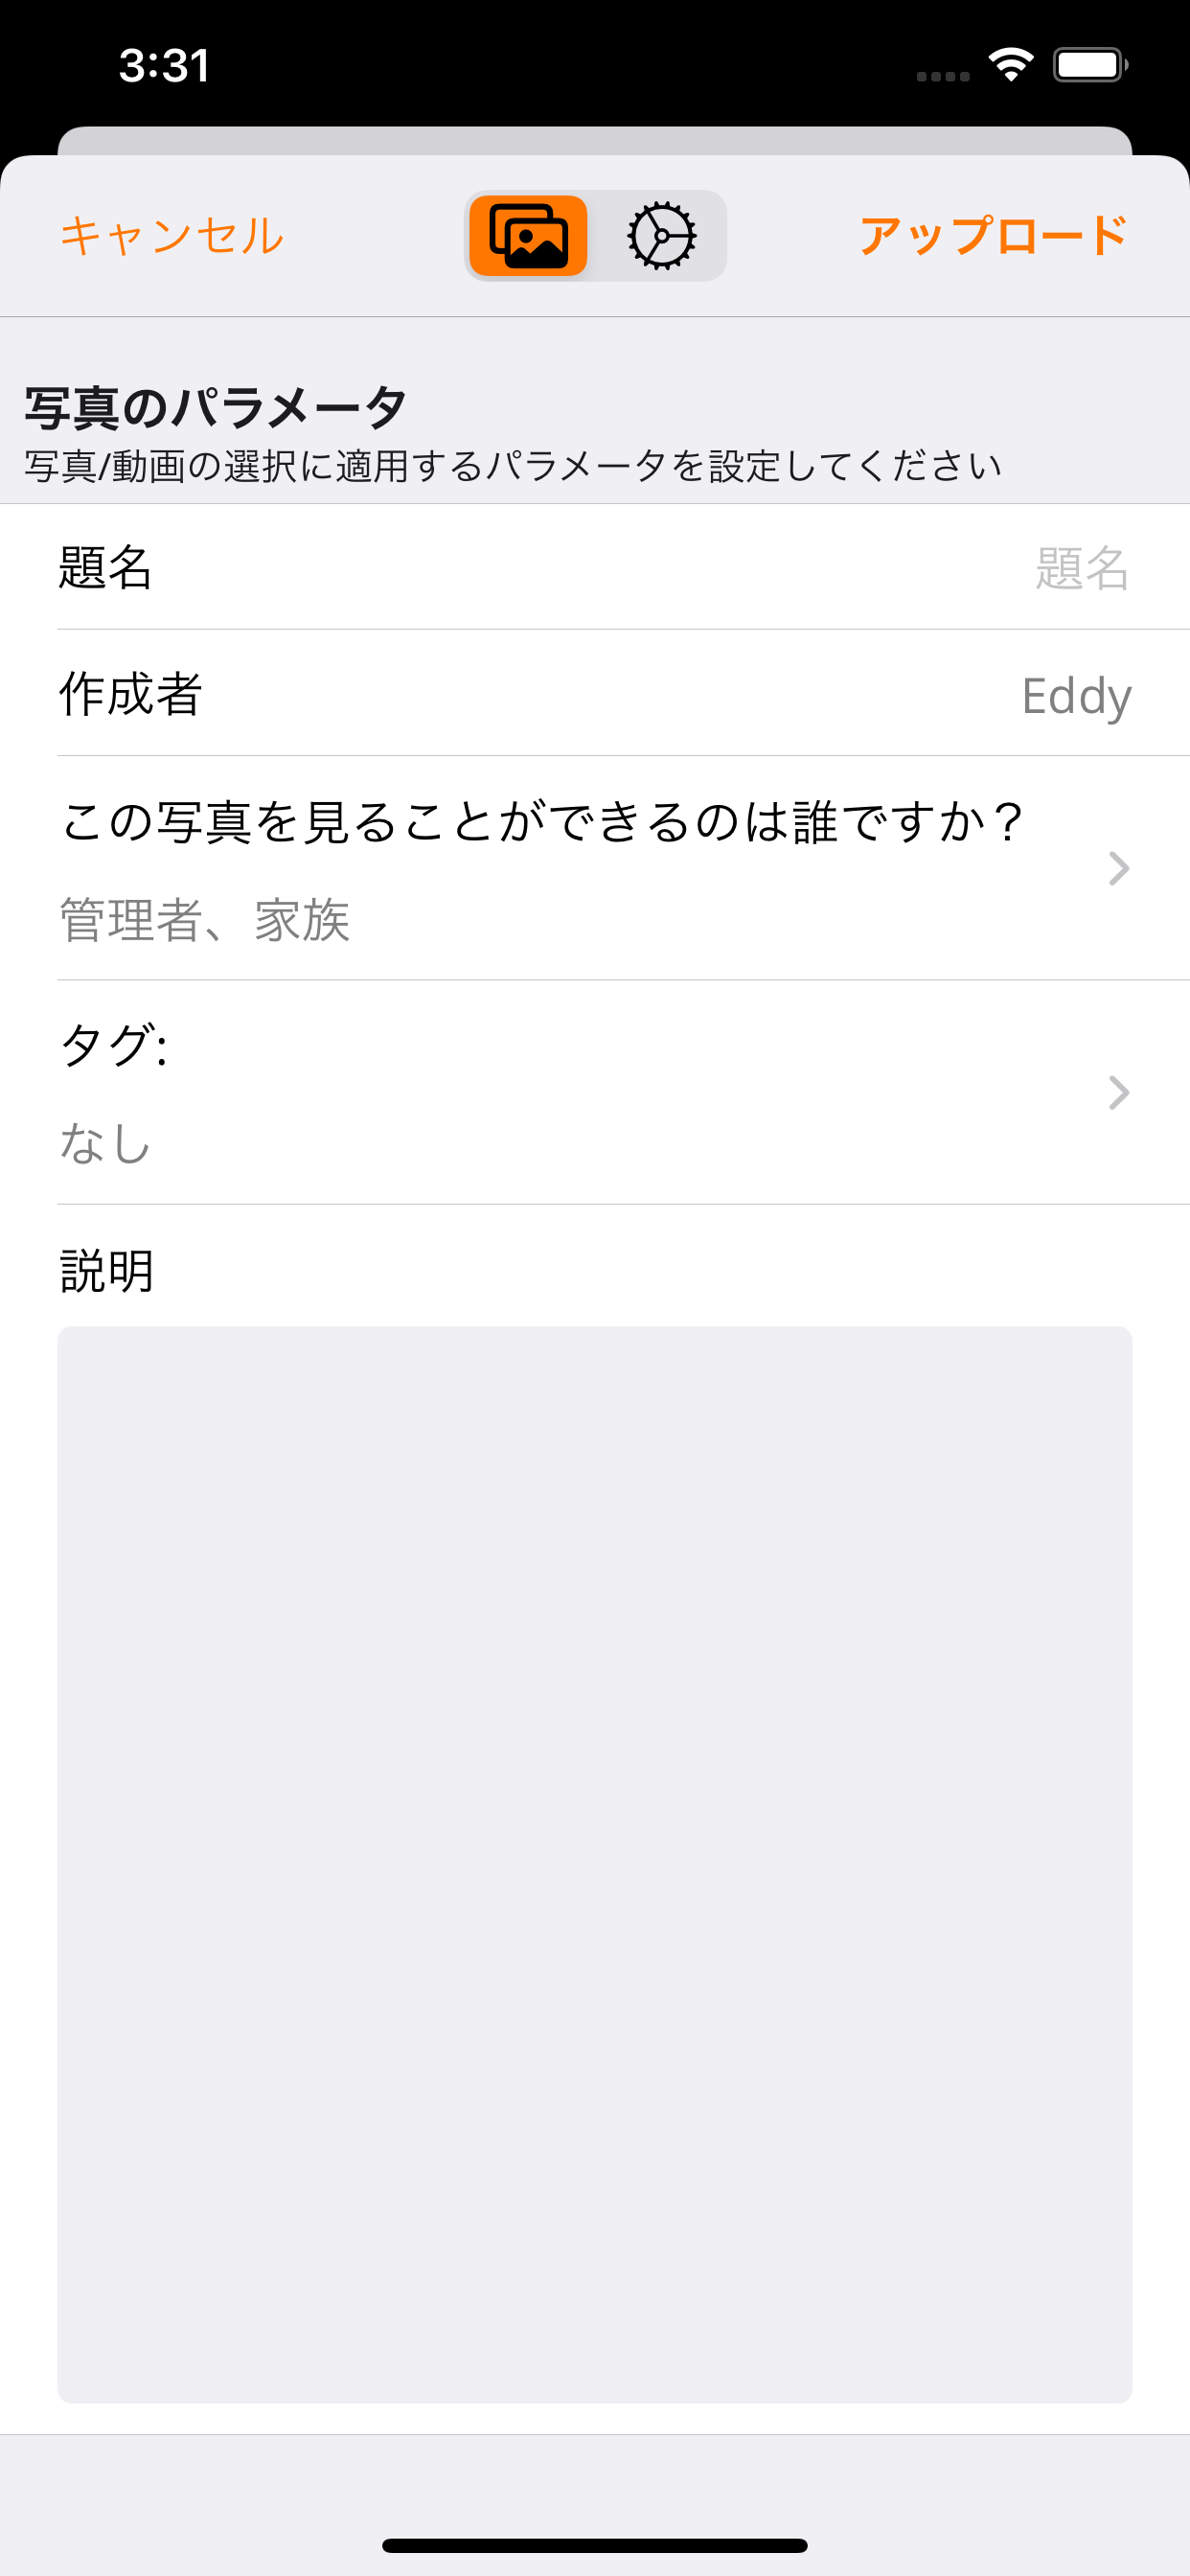 3:31
キャンセル
アップロード
写真のパラメータ
写真/動画の選択に適用するパラメータを設定してください
題名
題名
作成者
Eddy
この写真を見ることができるのは誰ですか？
管理者、家族
タグ:
なし
説明